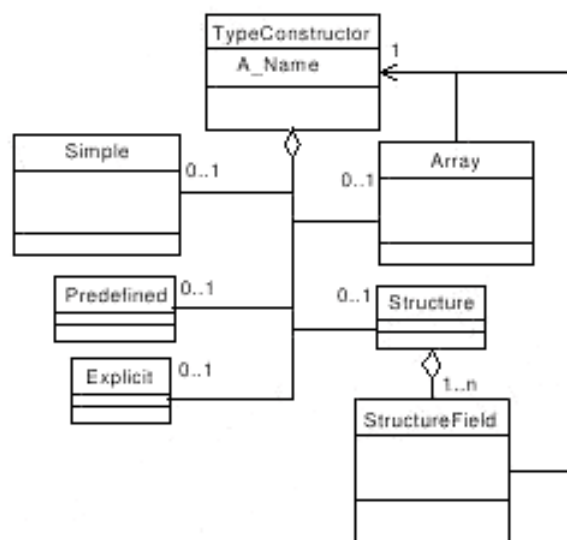 TypeConstructor
A_Name
1
Simple
0..1
Array
0..1
Predefined
0..1
Structure
0..1
Explicit
0..1
1..n
StructureField